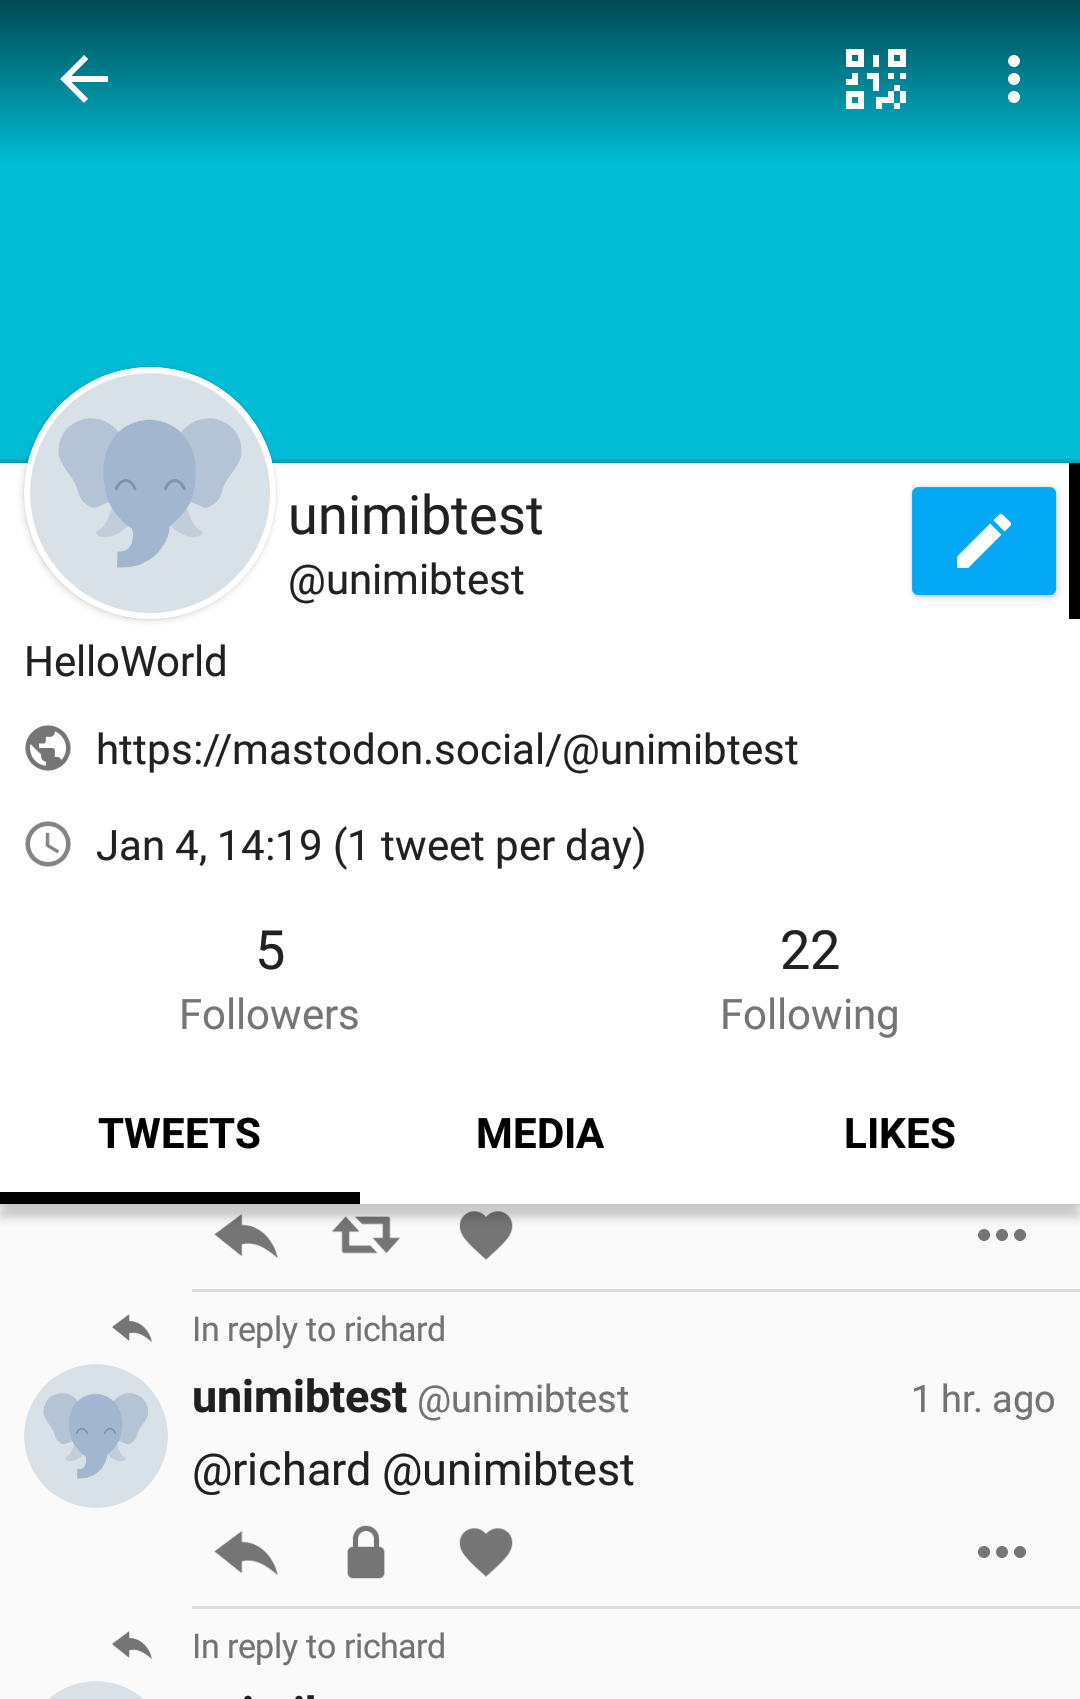 unimibtest
@unimibtest
HelloWorld
https://mastodon.social/@unimibtest
Jan 4, 14:19 (1 tweet per day)
5
Followers
22
Following
TWEETS
MEDIA
LIKES
In reply to richard
unimibtest @unimibtest 1 hr. ago
@richard @unimibtest
In reply to richard